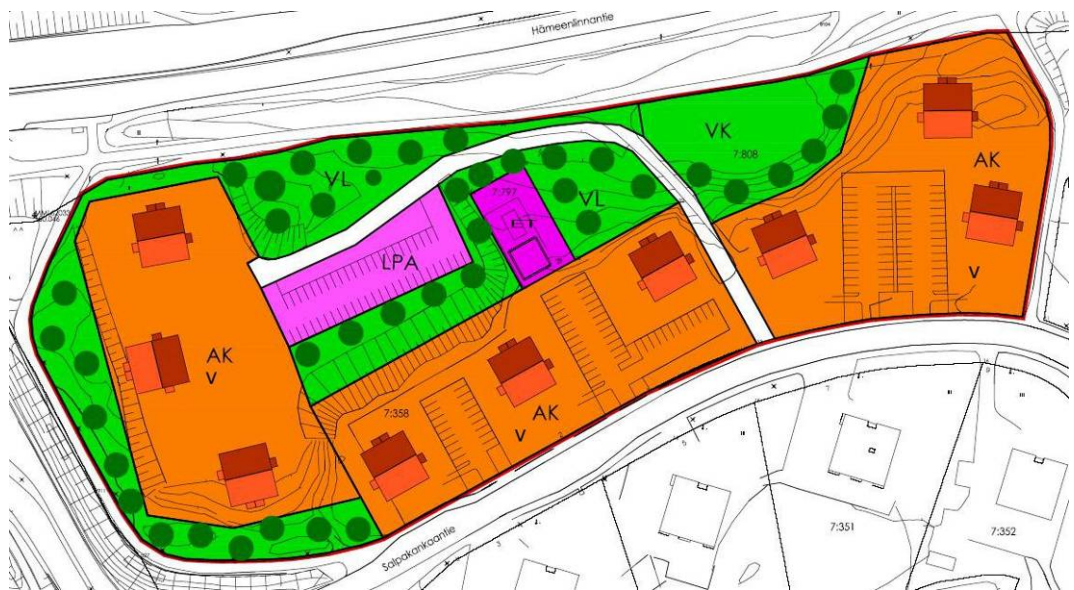 Hämeenlinnantie
VK
7:808
AK
VL
7:797
VL
ET
LPA
v
AK
v
7:358
AK
v
Salpakankaantie
7:351
7:352